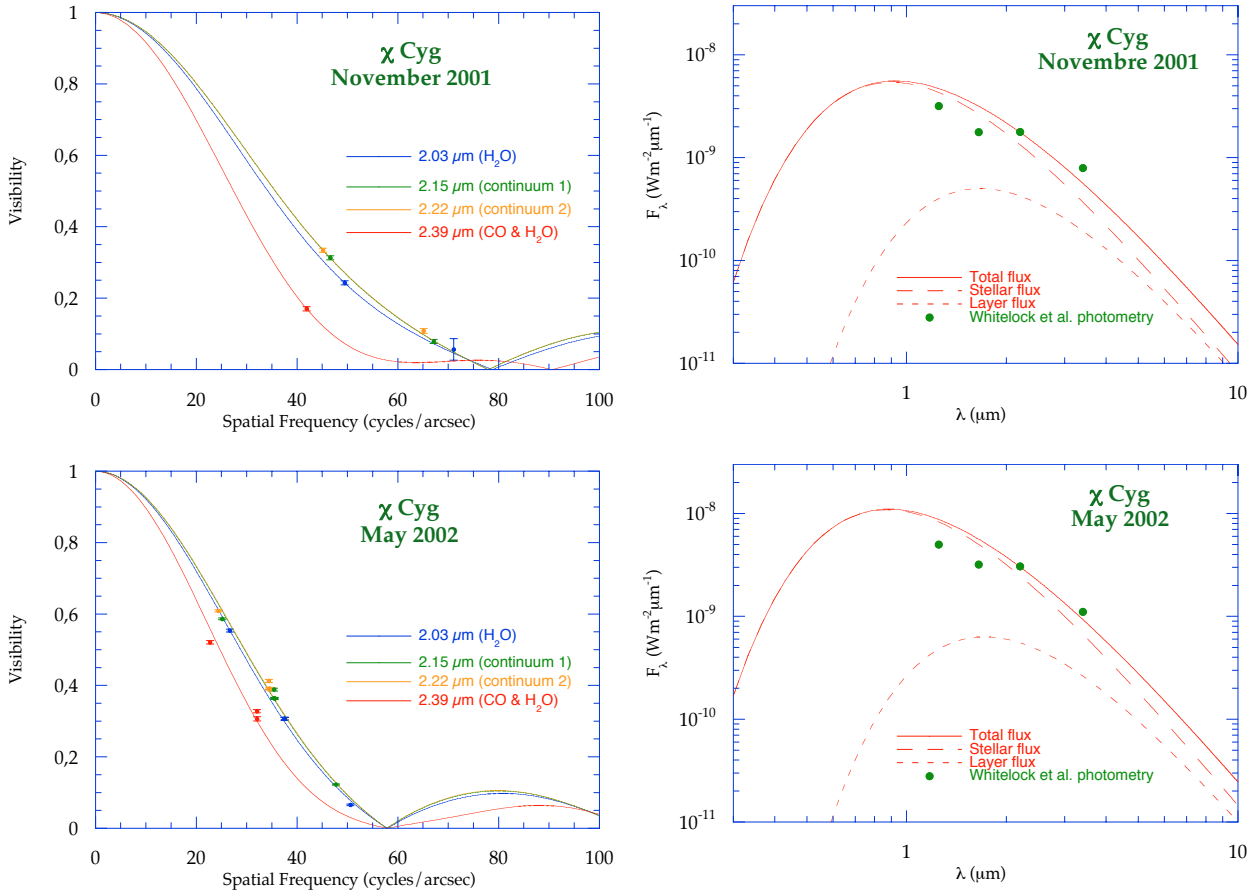 χ Cyg
November 2001
1
0,8
0,6
0,4
0,2
0
Visibility
2.03 µm (H₂O)
2.15 µm (continuum 1)
2.22 µm (continuum 2)
2.39 µm (CO & H₂O)
0 20 40 60 80 100
Spatial Frequency (cycles/arcsec)
χ Cyg
Novembre 2001
10⁻⁸
10⁻⁹
10⁻¹⁰
10⁻¹¹
F_λ (Wm⁻²µm⁻¹)
Total flux
Stellar flux
Layer flux
Whitelock et al. photometry
1 10
λ (µm)
χ Cyg
May 2002
1
0,8
0,6
0,4
0,2
0
Visibility
2.03 µm (H₂O)
2.15 µm (continuum 1)
2.22 µm (continuum 2)
2.39 µm (CO & H₂O)
0 20 40 60 80 100
Spatial Frequency (cycles/arcsec)
χ Cyg
May 2002
10⁻⁸
10⁻⁹
10⁻¹⁰
10⁻¹¹
F_λ (Wm⁻²µm⁻¹)
Total flux
Stellar flux
Layer flux
Whitelock et al. photometry
1 10
λ (µm)